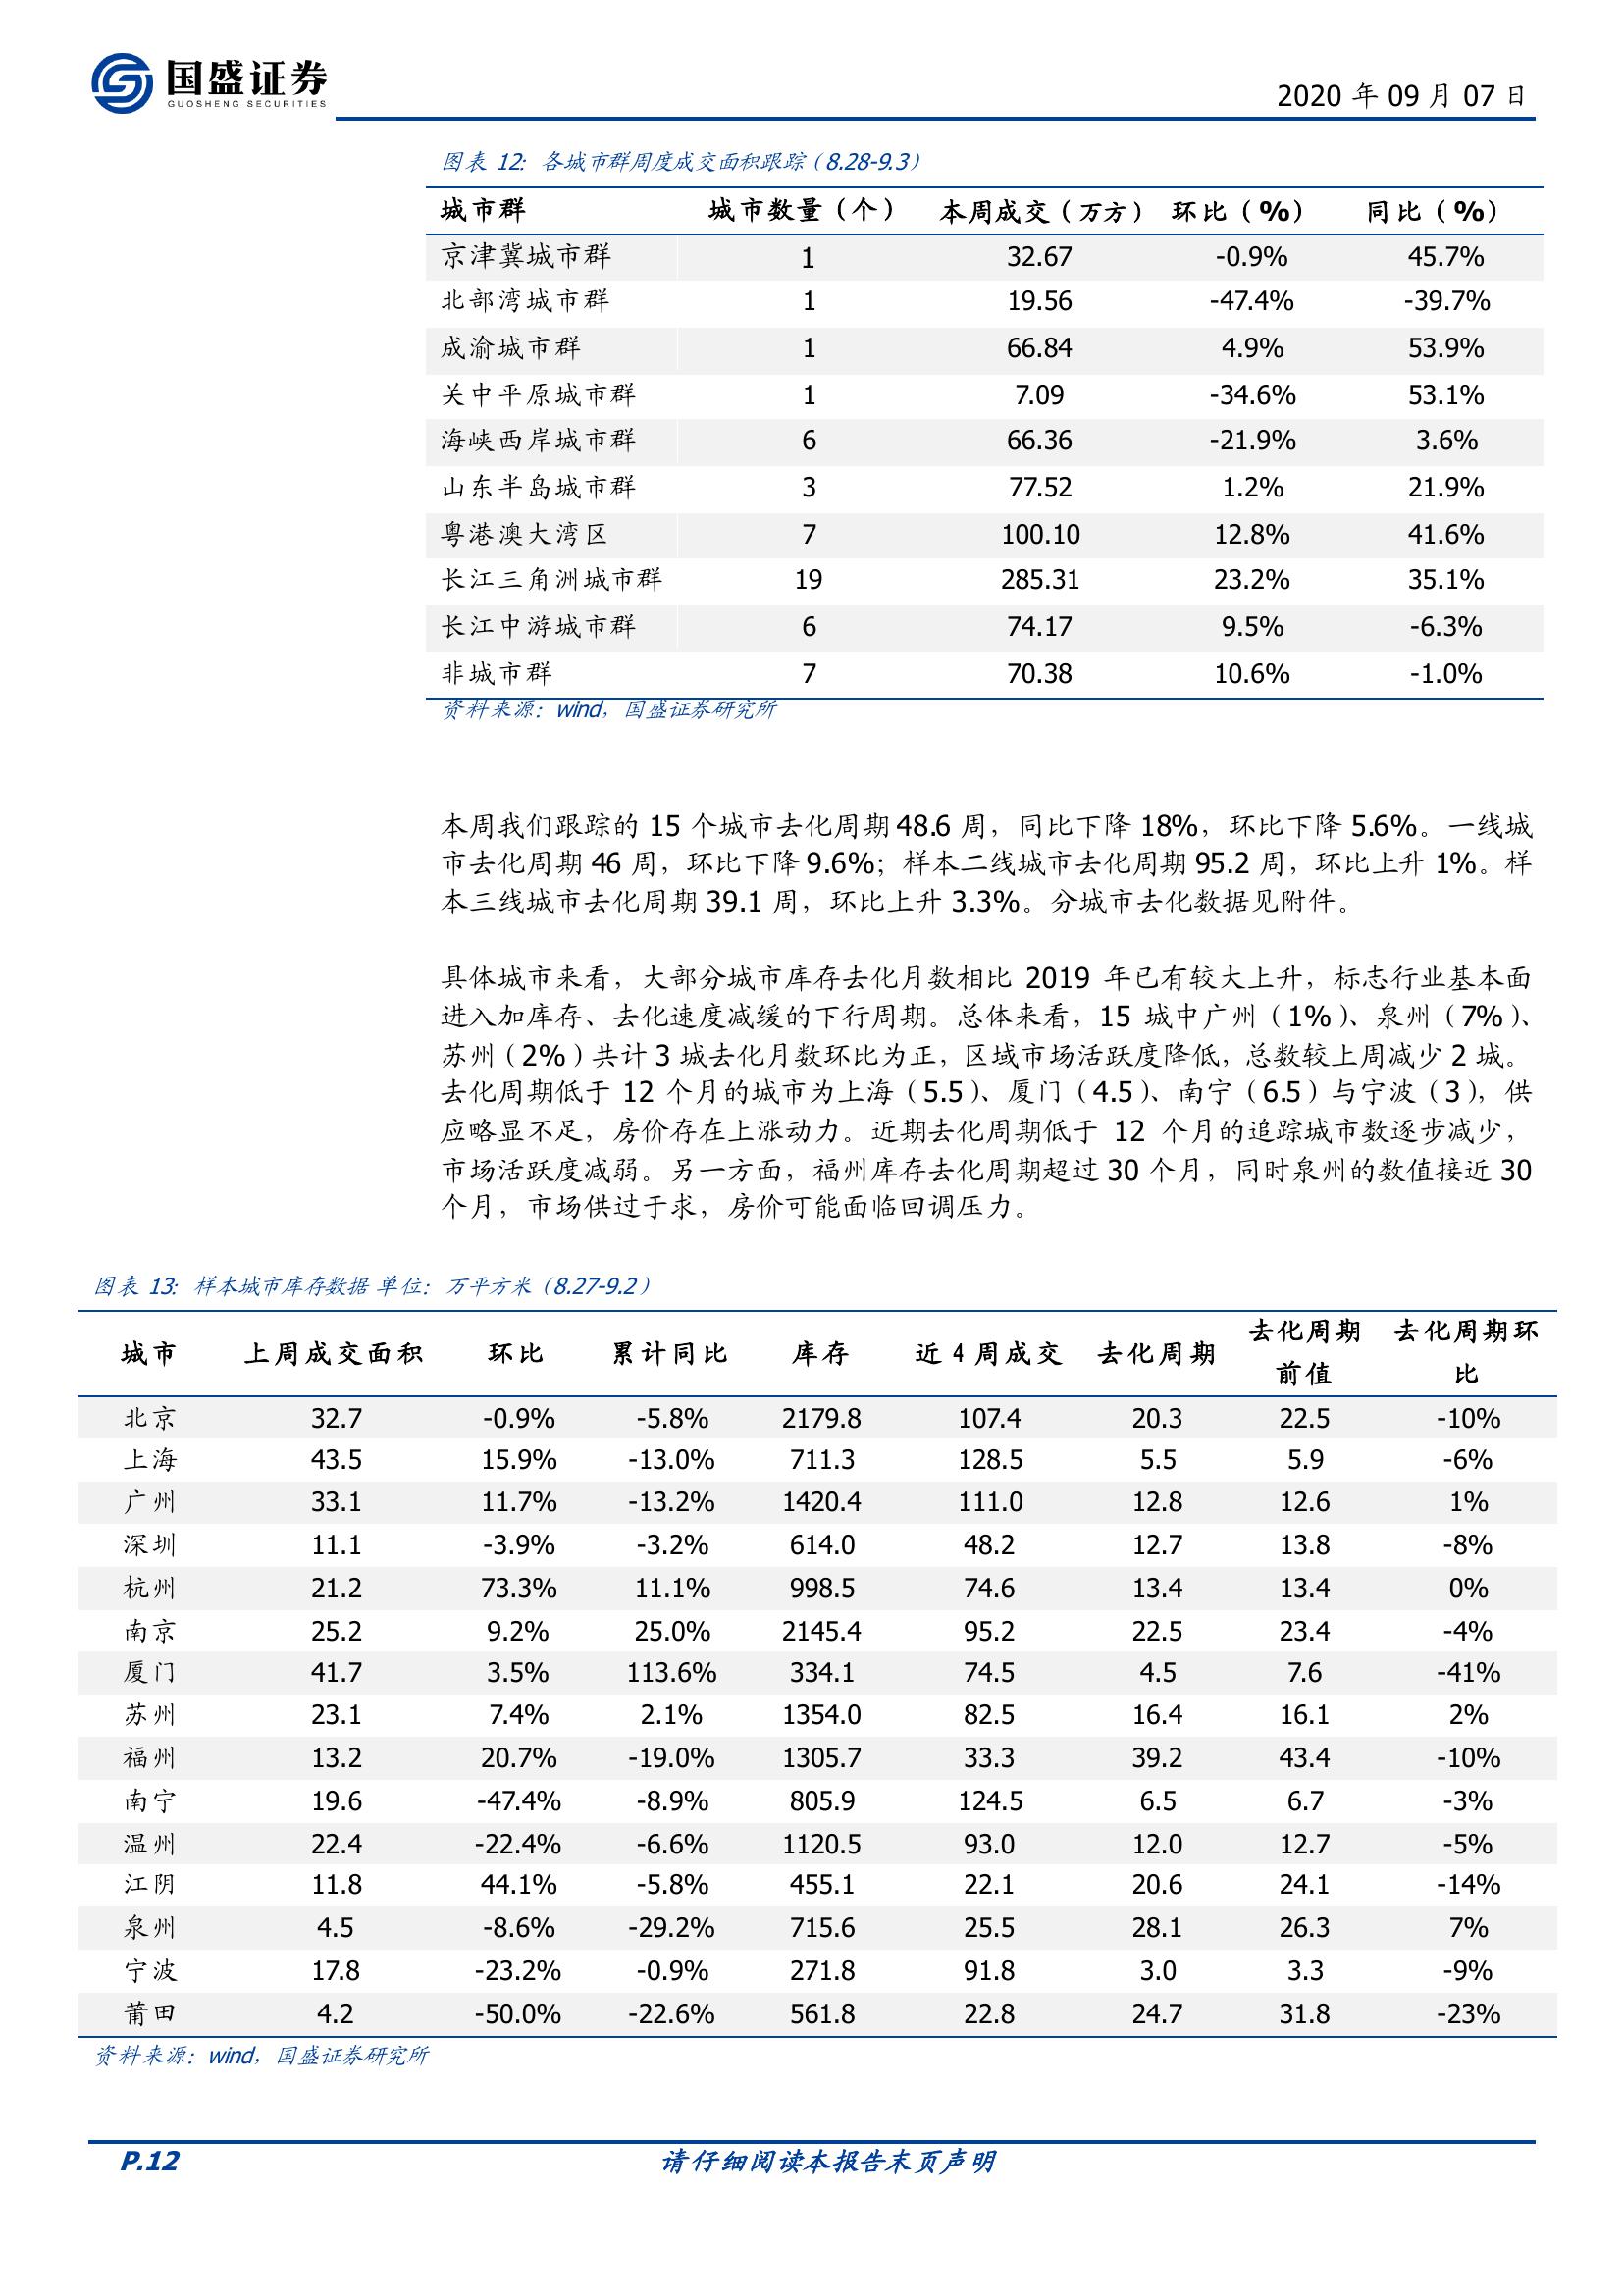 国盛证券
GUOSHENG SECURITIES
2020 年 09 月 07 日
图表 12: 各城市群周度成交面积跟踪（8.28-9.3）
城市群 城市数量（个） 本周成交（万方） 环比（%） 同比（%）
京津冀城市群 1 32.67 -0.9% 45.7%
北部湾城市群 1 19.56 -47.4% -39.7%
成渝城市群 1 66.84 4.9% 53.9%
关中平原城市群 1 7.09 -34.6% 53.1%
海峡西岸城市群 6 66.36 -21.9% 3.6%
山东半岛城市群 3 77.52 1.2% 21.9%
粤港澳大湾区 7 100.10 12.8% 41.6%
长江三角洲城市群 19 285.31 23.2% 35.1%
长江中游城市群 6 74.17 9.5% -6.3%
非城市群 7 70.38 10.6% -1.0%
资料来源：wind，国盛证券研究所
本周我们跟踪的 15 个城市去化周期 48.6 周，同比下降 18%，环比下降 5.6%。一线城
市去化周期 46 周，环比下降 9.6%；样本二线城市去化周期 95.2 周，环比上升 1%。样
本三线城市去化周期 39.1 周，环比上升 3.3%。分城市去化数据见附件。
具体城市来看，大部分城市库存去化月数相比 2019 年已有较大上升，标志行业基本面
进入加库存、去化速度减缓的下行周期。总体来看，15 城中广州（1%）、泉州（7%）、
苏州（2%）共计 3 城去化月数环比为正，区域市场活跃度降低，总数较上周减少 2 城。
去化周期低于 12 个月的城市为上海（5.5）、厦门（4.5）、南宁（6.5）与宁波（3），供
应略显不足，房价存在上涨动力。近期去化周期低于 12 个月的追踪城市数逐步减少，
市场活跃度减弱。另一方面，福州库存去化周期超过 30 个月，同时泉州的数值接近 30
个月，市场供过于求，房价可能面临回调压力。
图表 13: 样本城市库存数据 单位：万平方米（8.27-9.2）
城市 上周成交面积 环比 累计同比 库存 近 4 周成交 去化周期 去化周期前值 去化周期环比
北京 32.7 -0.9% -5.8% 2179.8 107.4 20.3 22.5 -10%
上海 43.5 15.9% -13.0% 711.3 128.5 5.5 5.9 -6%
广州 33.1 11.7% -13.2% 1420.4 111.0 12.8 12.6 1%
深圳 11.1 -3.9% -3.2% 614.0 48.2 12.7 13.8 -8%
杭州 21.2 73.3% 11.1% 998.5 74.6 13.4 13.4 0%
南京 25.2 9.2% 25.0% 2145.4 95.2 22.5 23.4 -4%
厦门 41.7 3.5% 113.6% 334.1 74.5 4.5 7.6 -41%
苏州 23.1 7.4% 2.1% 1354.0 82.5 16.4 16.1 2%
福州 13.2 20.7% -19.0% 1305.7 33.3 39.2 43.4 -10%
南宁 19.6 -47.4% -8.9% 805.9 124.5 6.5 6.7 -3%
温州 22.4 -22.4% -6.6% 1120.5 93.0 12.0 12.7 -5%
江阴 11.8 44.1% -5.8% 455.1 22.1 20.6 24.1 -14%
泉州 4.5 -8.6% -29.2% 715.6 25.5 28.1 26.3 7%
宁波 17.8 -23.2% -0.9% 271.8 91.8 3.0 3.3 -9%
莆田 4.2 -50.0% -22.6% 561.8 22.8 24.7 31.8 -23%
资料来源：wind，国盛证券研究所
P.12 请仔细阅读本报告末页声明